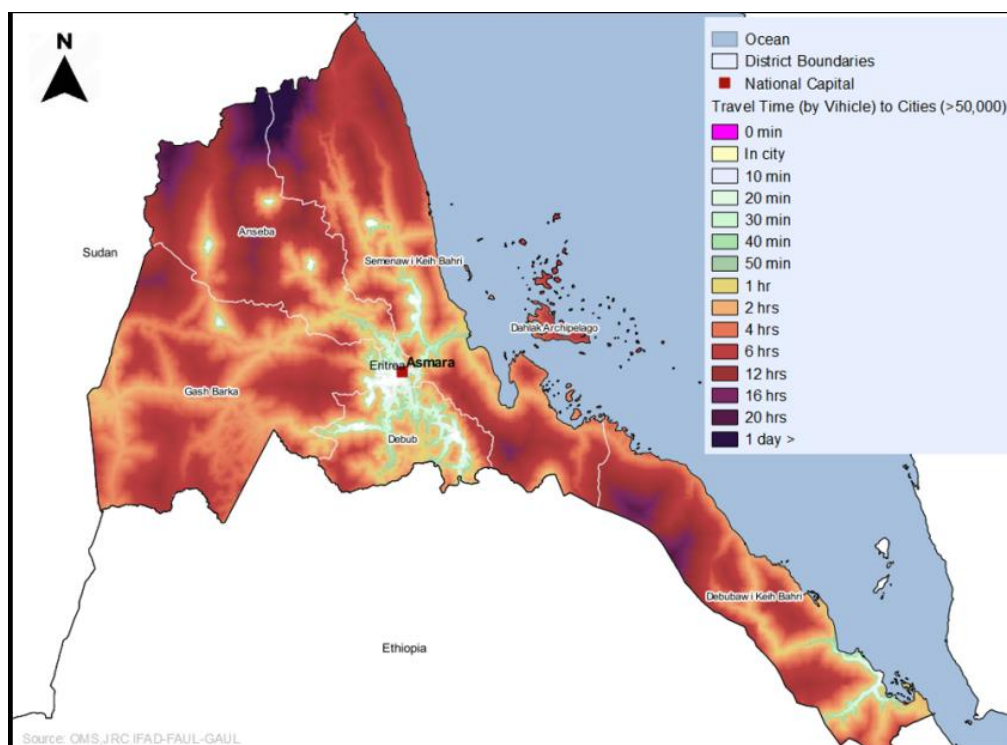 N
Ocean
District Boundaries
National Capital
Travel Time (by Vihicle) to Cities (>50,000)
0 min
In city
10 min
20 min
30 min
40 min
50 min
1 hr
2 hrs
4 hrs
6 hrs
12 hrs
16 hrs
20 hrs
1 day >
Sudan
Anseba
Semenawi Keih Bahri
Dahlak Archipelago
Eritrea
Asmara
Gash Barka
Debub
Debubawi Keih Bahri
Ethiopia
Source: OMS,JRC IFAD-FAUL-GAUL